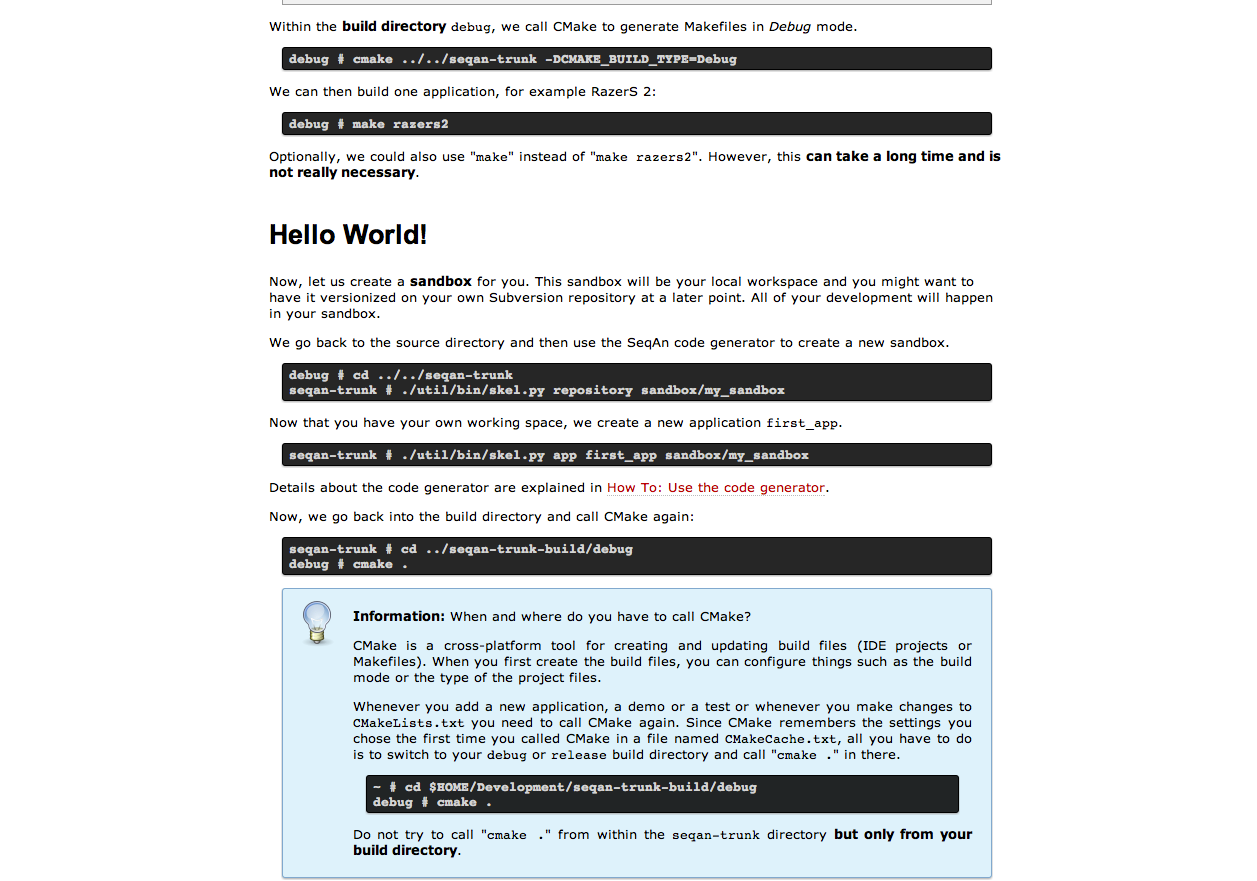 Within the build directory debug, we call CMake to generate Makefiles in Debug mode.
debug # cmake ../../seqan-trunk -DCMAKE_BUILD_TYPE=Debug
We can then build one application, for example RazerS 2:
debug # make razers2
Optionally, we could also use "make" instead of "make razers2". However, this can take a long time and is
not really necessary.
Hello World!
Now, let us create a sandbox for you. This sandbox will be your local workspace and you might want to
have it versionized on your own Subversion repository at a later point. All of your development will happen
in your sandbox.
We go back to the source directory and then use the SeqAn code generator to create a new sandbox.
debug # cd ../../seqan-trunk
seqan-trunk # ./util/bin/skel.py repository sandbox/my_sandbox
Now that you have your own working space, we create a new application first_app.
seqan-trunk # ./util/bin/skel.py app first_app sandbox/my_sandbox
Details about the code generator are explained in How To: Use the code generator.
Now, we go back into the build directory and call CMake again:
seqan-trunk # cd ../seqan-trunk-build/debug
debug # cmake .
Information: When and where do you have to call CMake?
CMake is a cross-platform tool for creating and updating build files (IDE projects or
Makefiles). When you first create the build files, you can configure things such as the build
mode or the type of the project files.
Whenever you add a new application, a demo or a test or whenever you make changes to
CMakeLists.txt you need to call CMake again. Since CMake remembers the settings you
chose the first time you called CMake in a file named CMakeCache.txt, all you have to do
is to switch to your debug or release build directory and call "cmake ." in there.
~ # cd $HOME/Development/seqan-trunk-build/debug
debug # cmake .
Do not try to call "cmake ." from within the seqan-trunk directory but only from your
build directory.